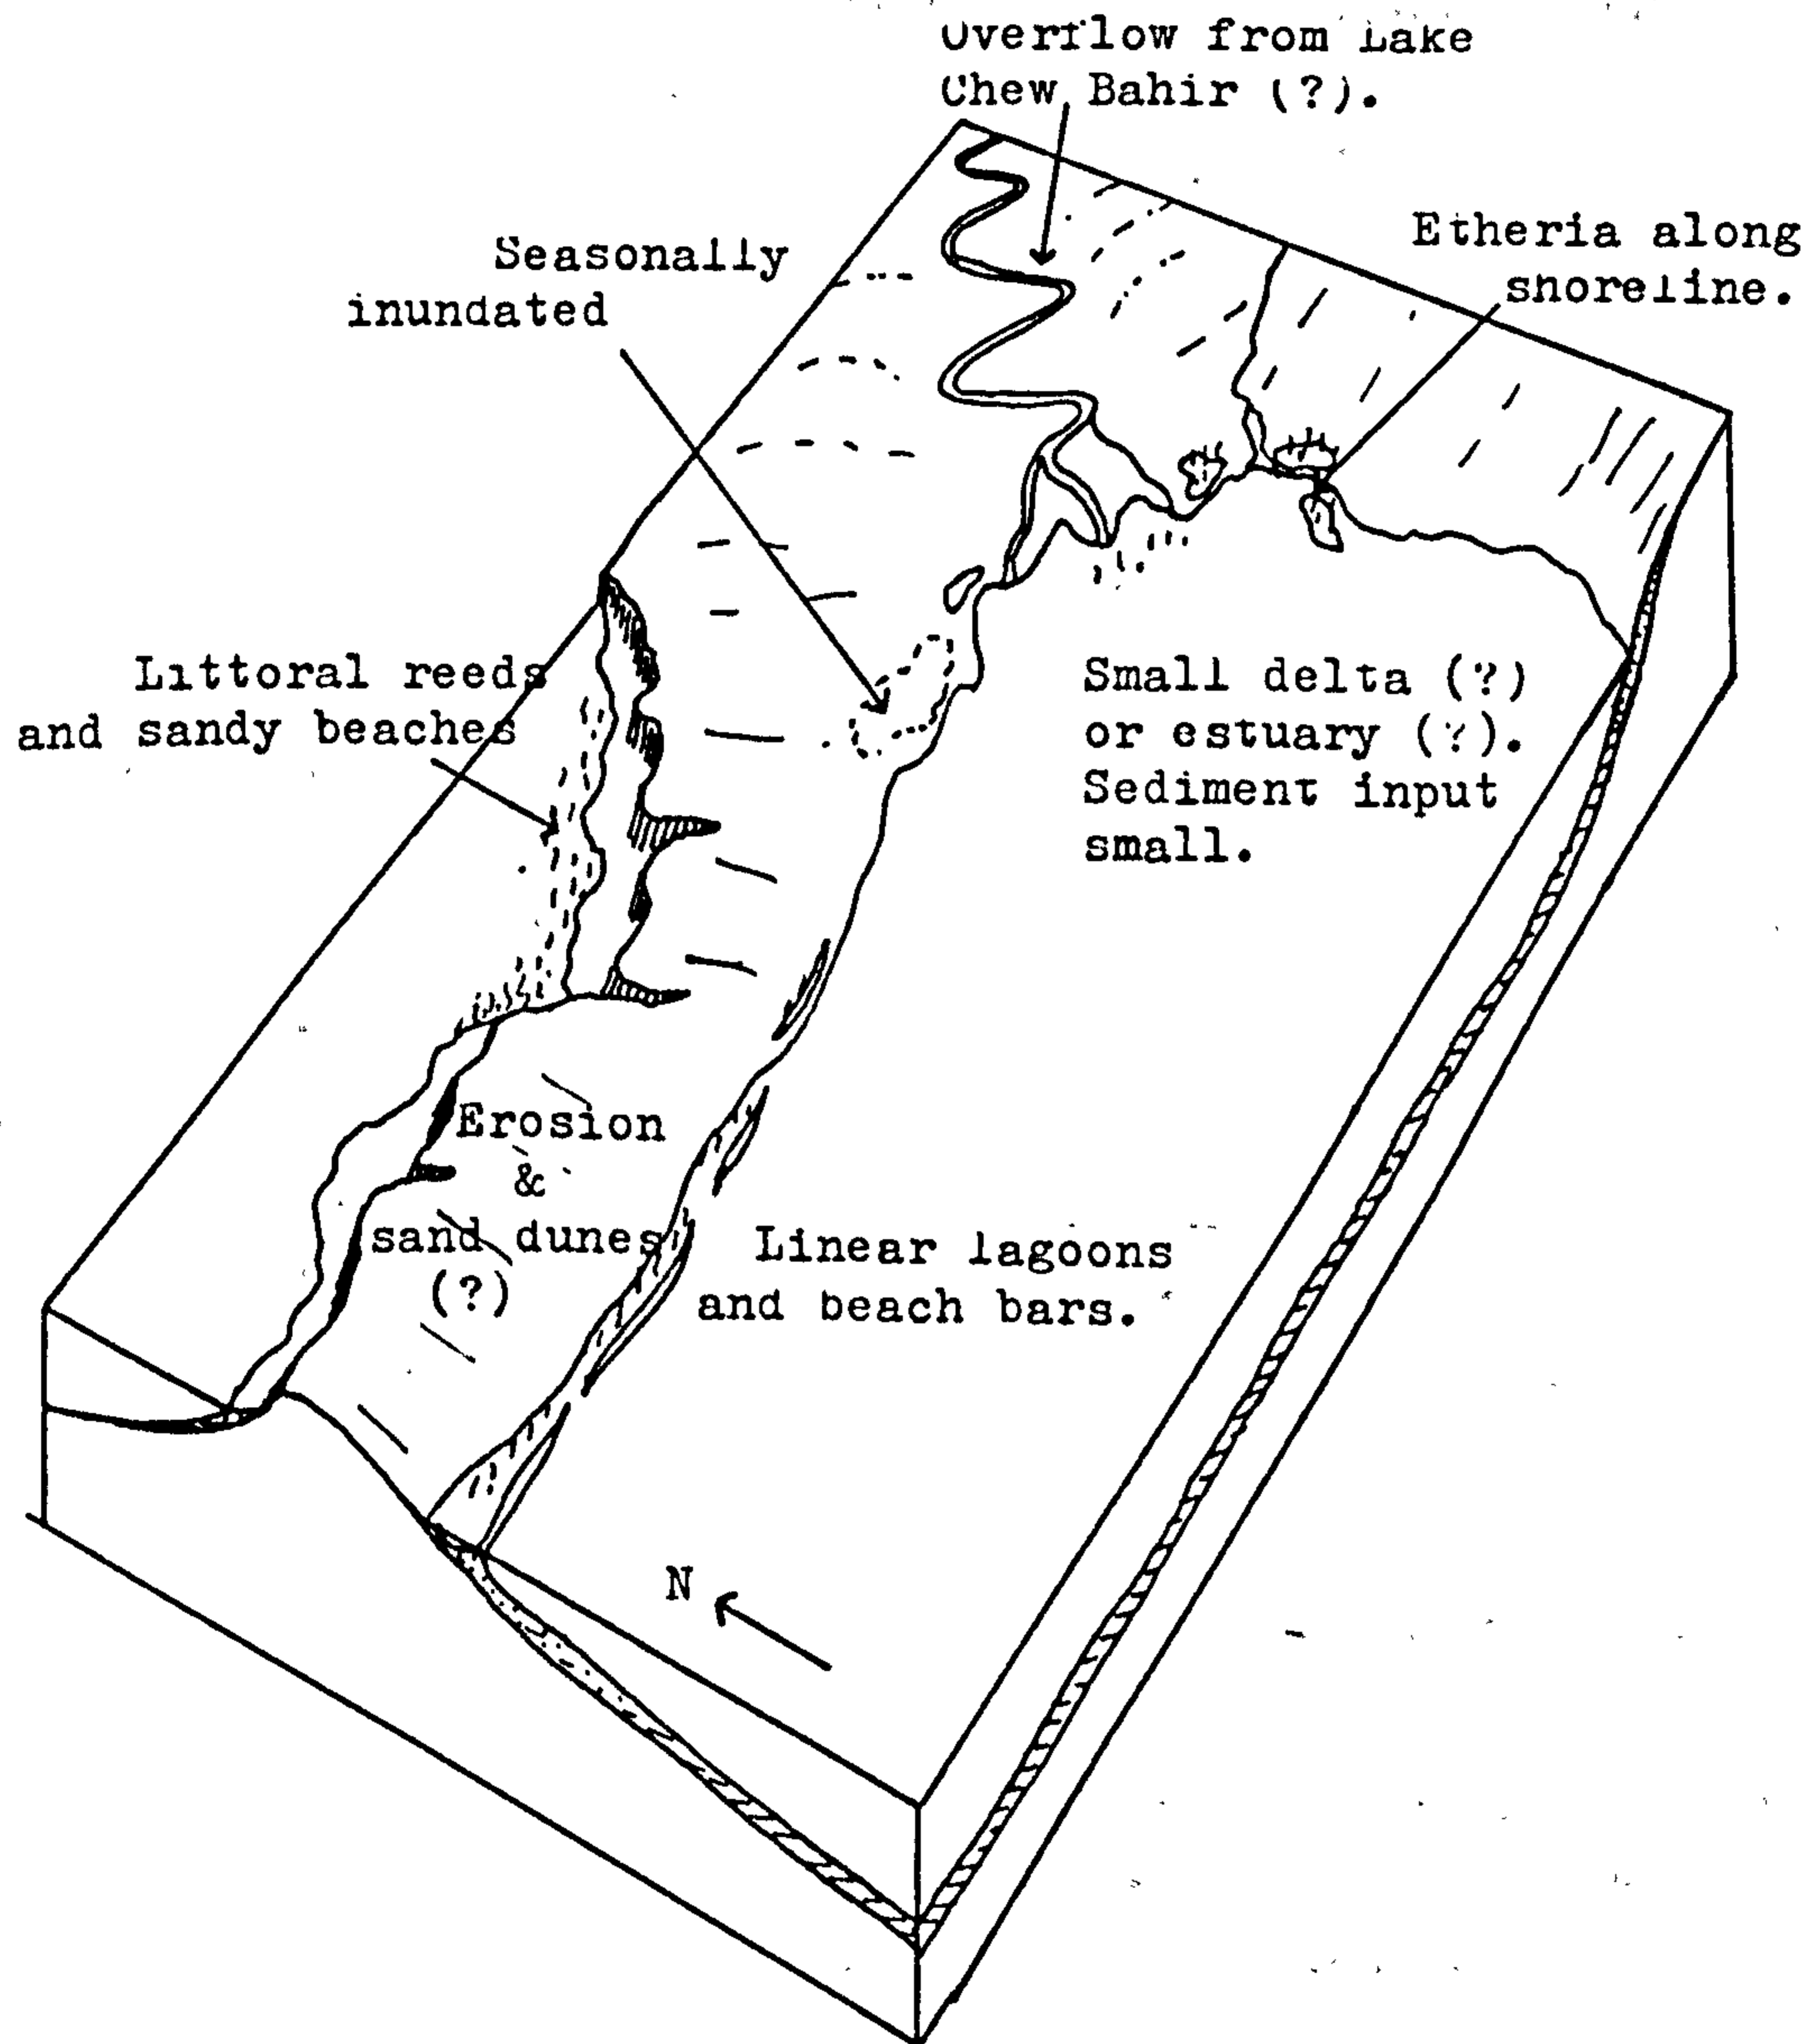 Overflow from Lake
Chew Bahir (?).
Etheria along
shoreline.
Seasonally
inundated
Littoral reeds
and sandy beaches
Small delta (?)
or estuary (?).
Sediment input
small.
Erosion
&
sand dunes
(?)
Linear lagoons
and beach bars.
N